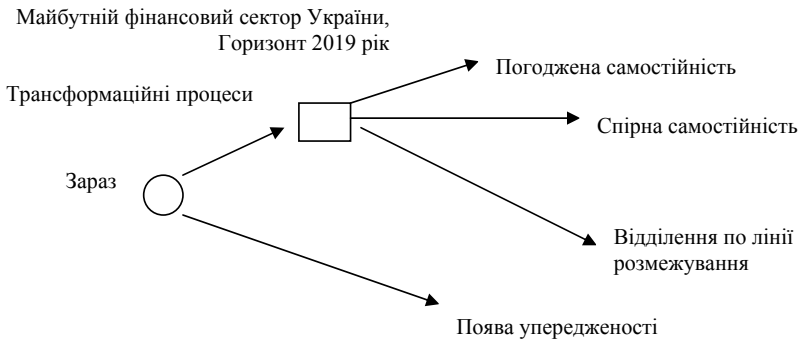 Майбутній фінансовий сектор України,
Горизонт 2019 рік
Погоджена самостійність
Трансформаційні процеси
Спірна самостійність
Зараз
Відділення по лінії
розмежування
Поява упередженості